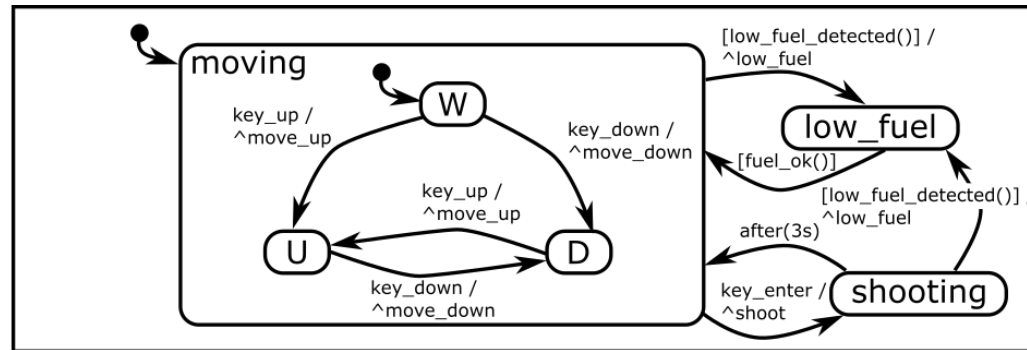 moving
W
key_up /
^move_up
key_down /
^move_down
key_up /
^move_up
U
D
key_down /
^move_down
[low_fuel_detected()] /
^low_fuel
low_fuel
[fuel_ok()]
[low_fuel_detected()] /
^low_fuel
after(3s)
key_enter /
^shoot
shooting